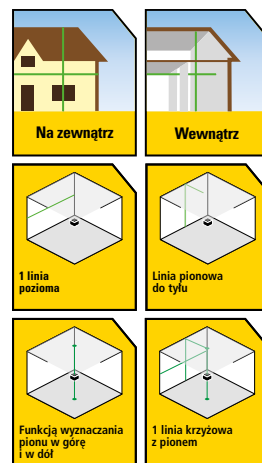 Na zewnątrz
Wewnątrz
1 linia
pozioma
Linia pionowa
do tyłu
Funkcją wyznaczania
pionu w górę
i w dół
1 linia krzyżowa
z pionem